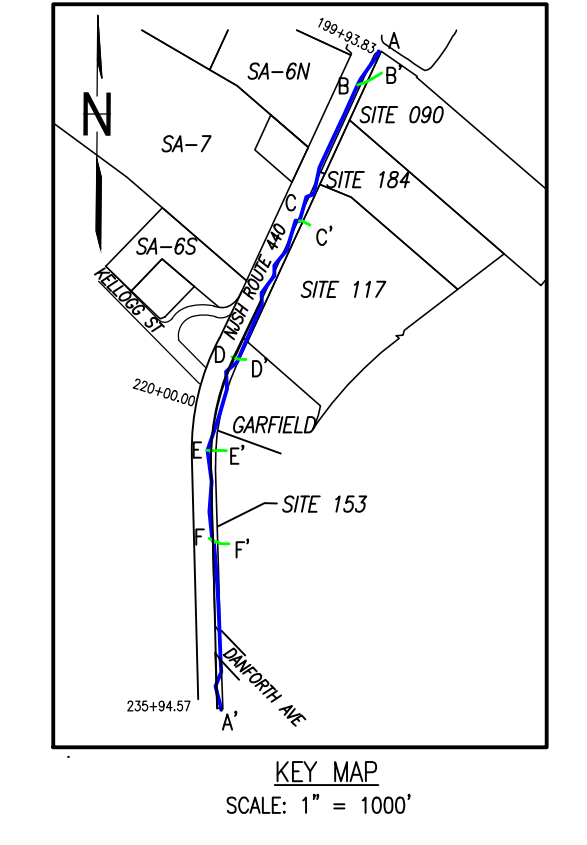 199+93.83
A
N
SA-6N
B
B'
SITE 090
SA-7
SITE 184
C
C'
SA-6S
NJSH ROUTE 440
KELLOGG ST
SITE 117
D
D'
220+00.00
GARFIELD
E
E'
SITE 153
F
F'
DANFORTH AVE
235+94.57
A'
KEY MAP
SCALE: 1" = 1000'